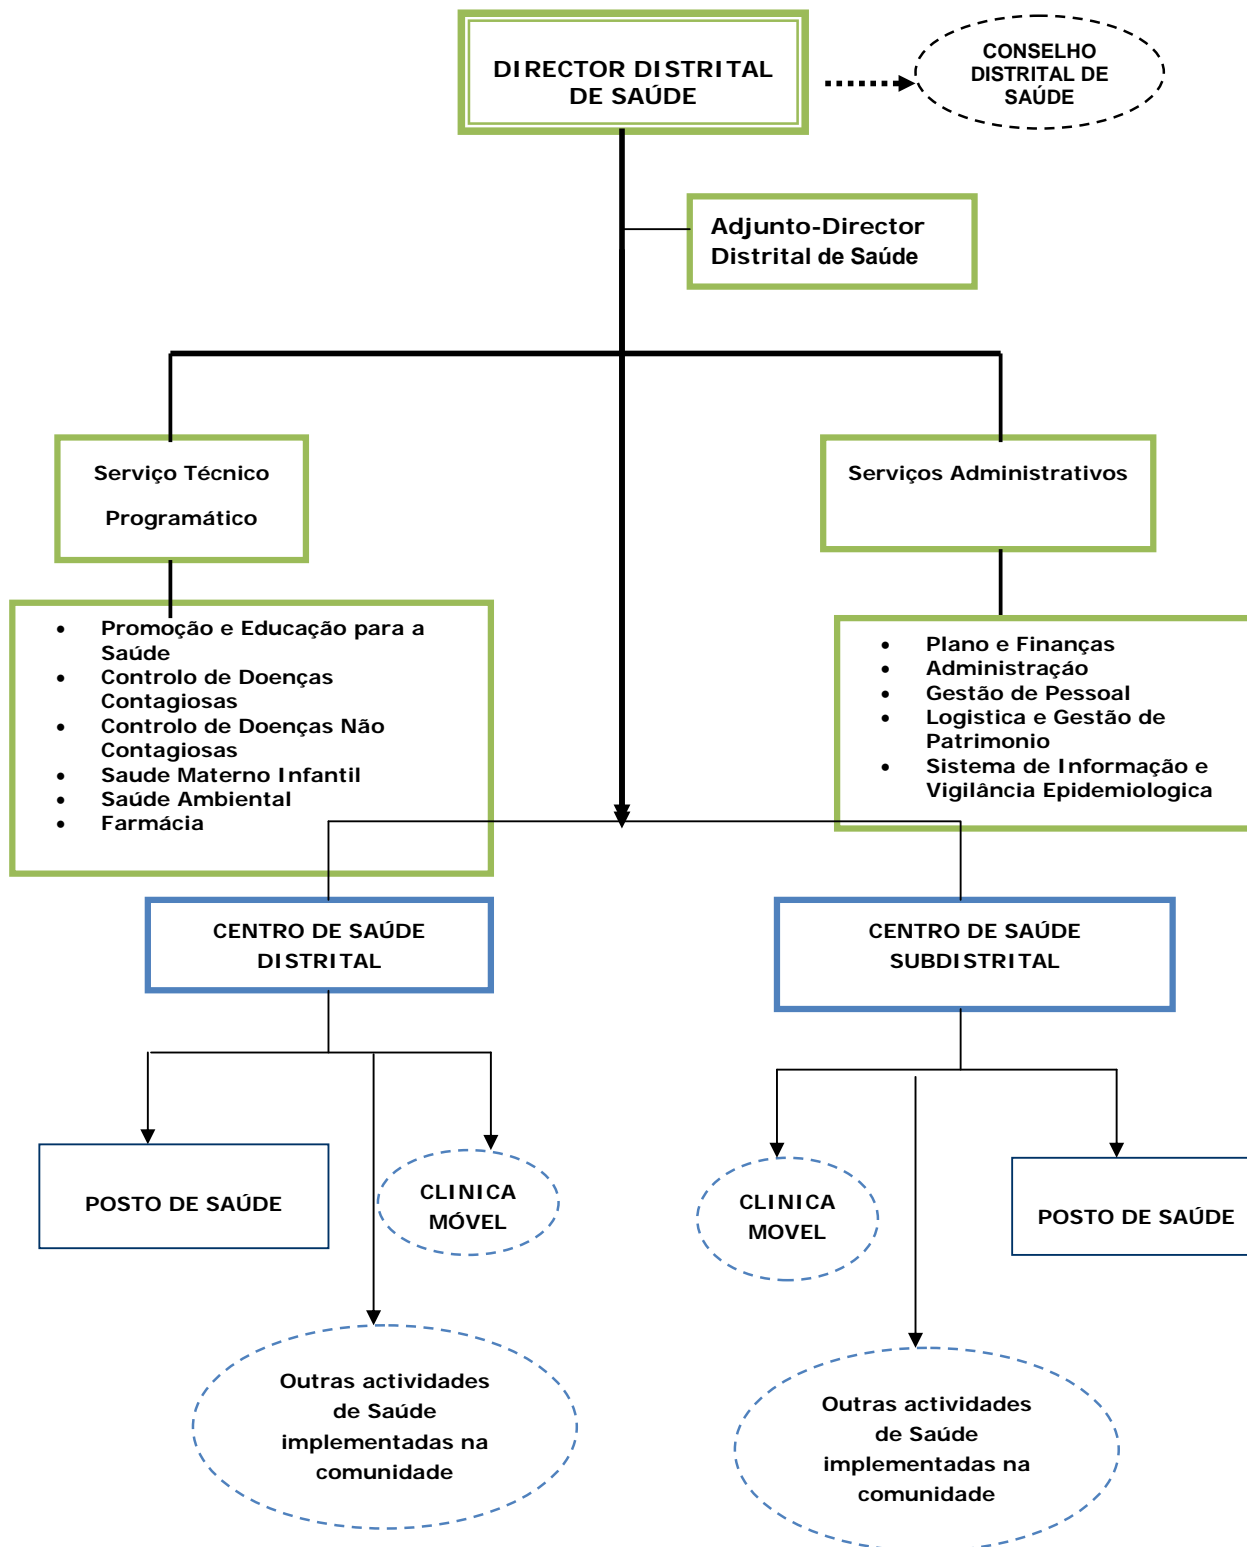 DIRECTOR DISTRITAL
DE SAÚDE
CONSELHO
DISTRITAL DE
SAÚDE
Adjunto-Director
Distrital de Saúde
Serviço Técnico
Programático
Serviços Administrativos
• Promoção e Educação para a
Saúde
• Controlo de Doenças
Contagiosas
• Controlo de Doenças Não
Contagiosas
• Saude Materno Infantil
• Saúde Ambiental
• Farmácia
• Plano e Finanças
• Administraçáo
• Gestão de Pessoal
• Logistica e Gestão de
Patrimonio
• Sistema de Informação e
Vigilância Epidemiologica
CENTRO DE SAÚDE
DISTRITAL
CENTRO DE SAÚDE
SUBDISTRITAL
POSTO DE SAÚDE
CLINICA
MÓVEL
CLINICA
MOVEL
POSTO DE SAÚDE
Outras actividades
de Saúde
implementadas na
comunidade
Outras actividades
de Saúde
implementadas na
comunidade